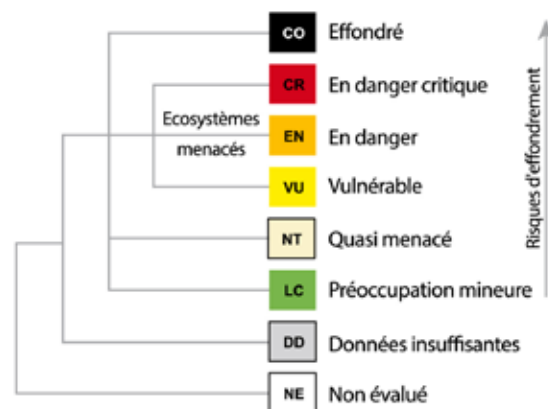 CO Effondré
CR En danger critique
Ecosystèmes
menacés
EN En danger
VU Vulnérable
NT Quasi menacé
LC Préoccupation mineure
DD Données insuffisantes
NE Non évalué
Risques d'effondrement